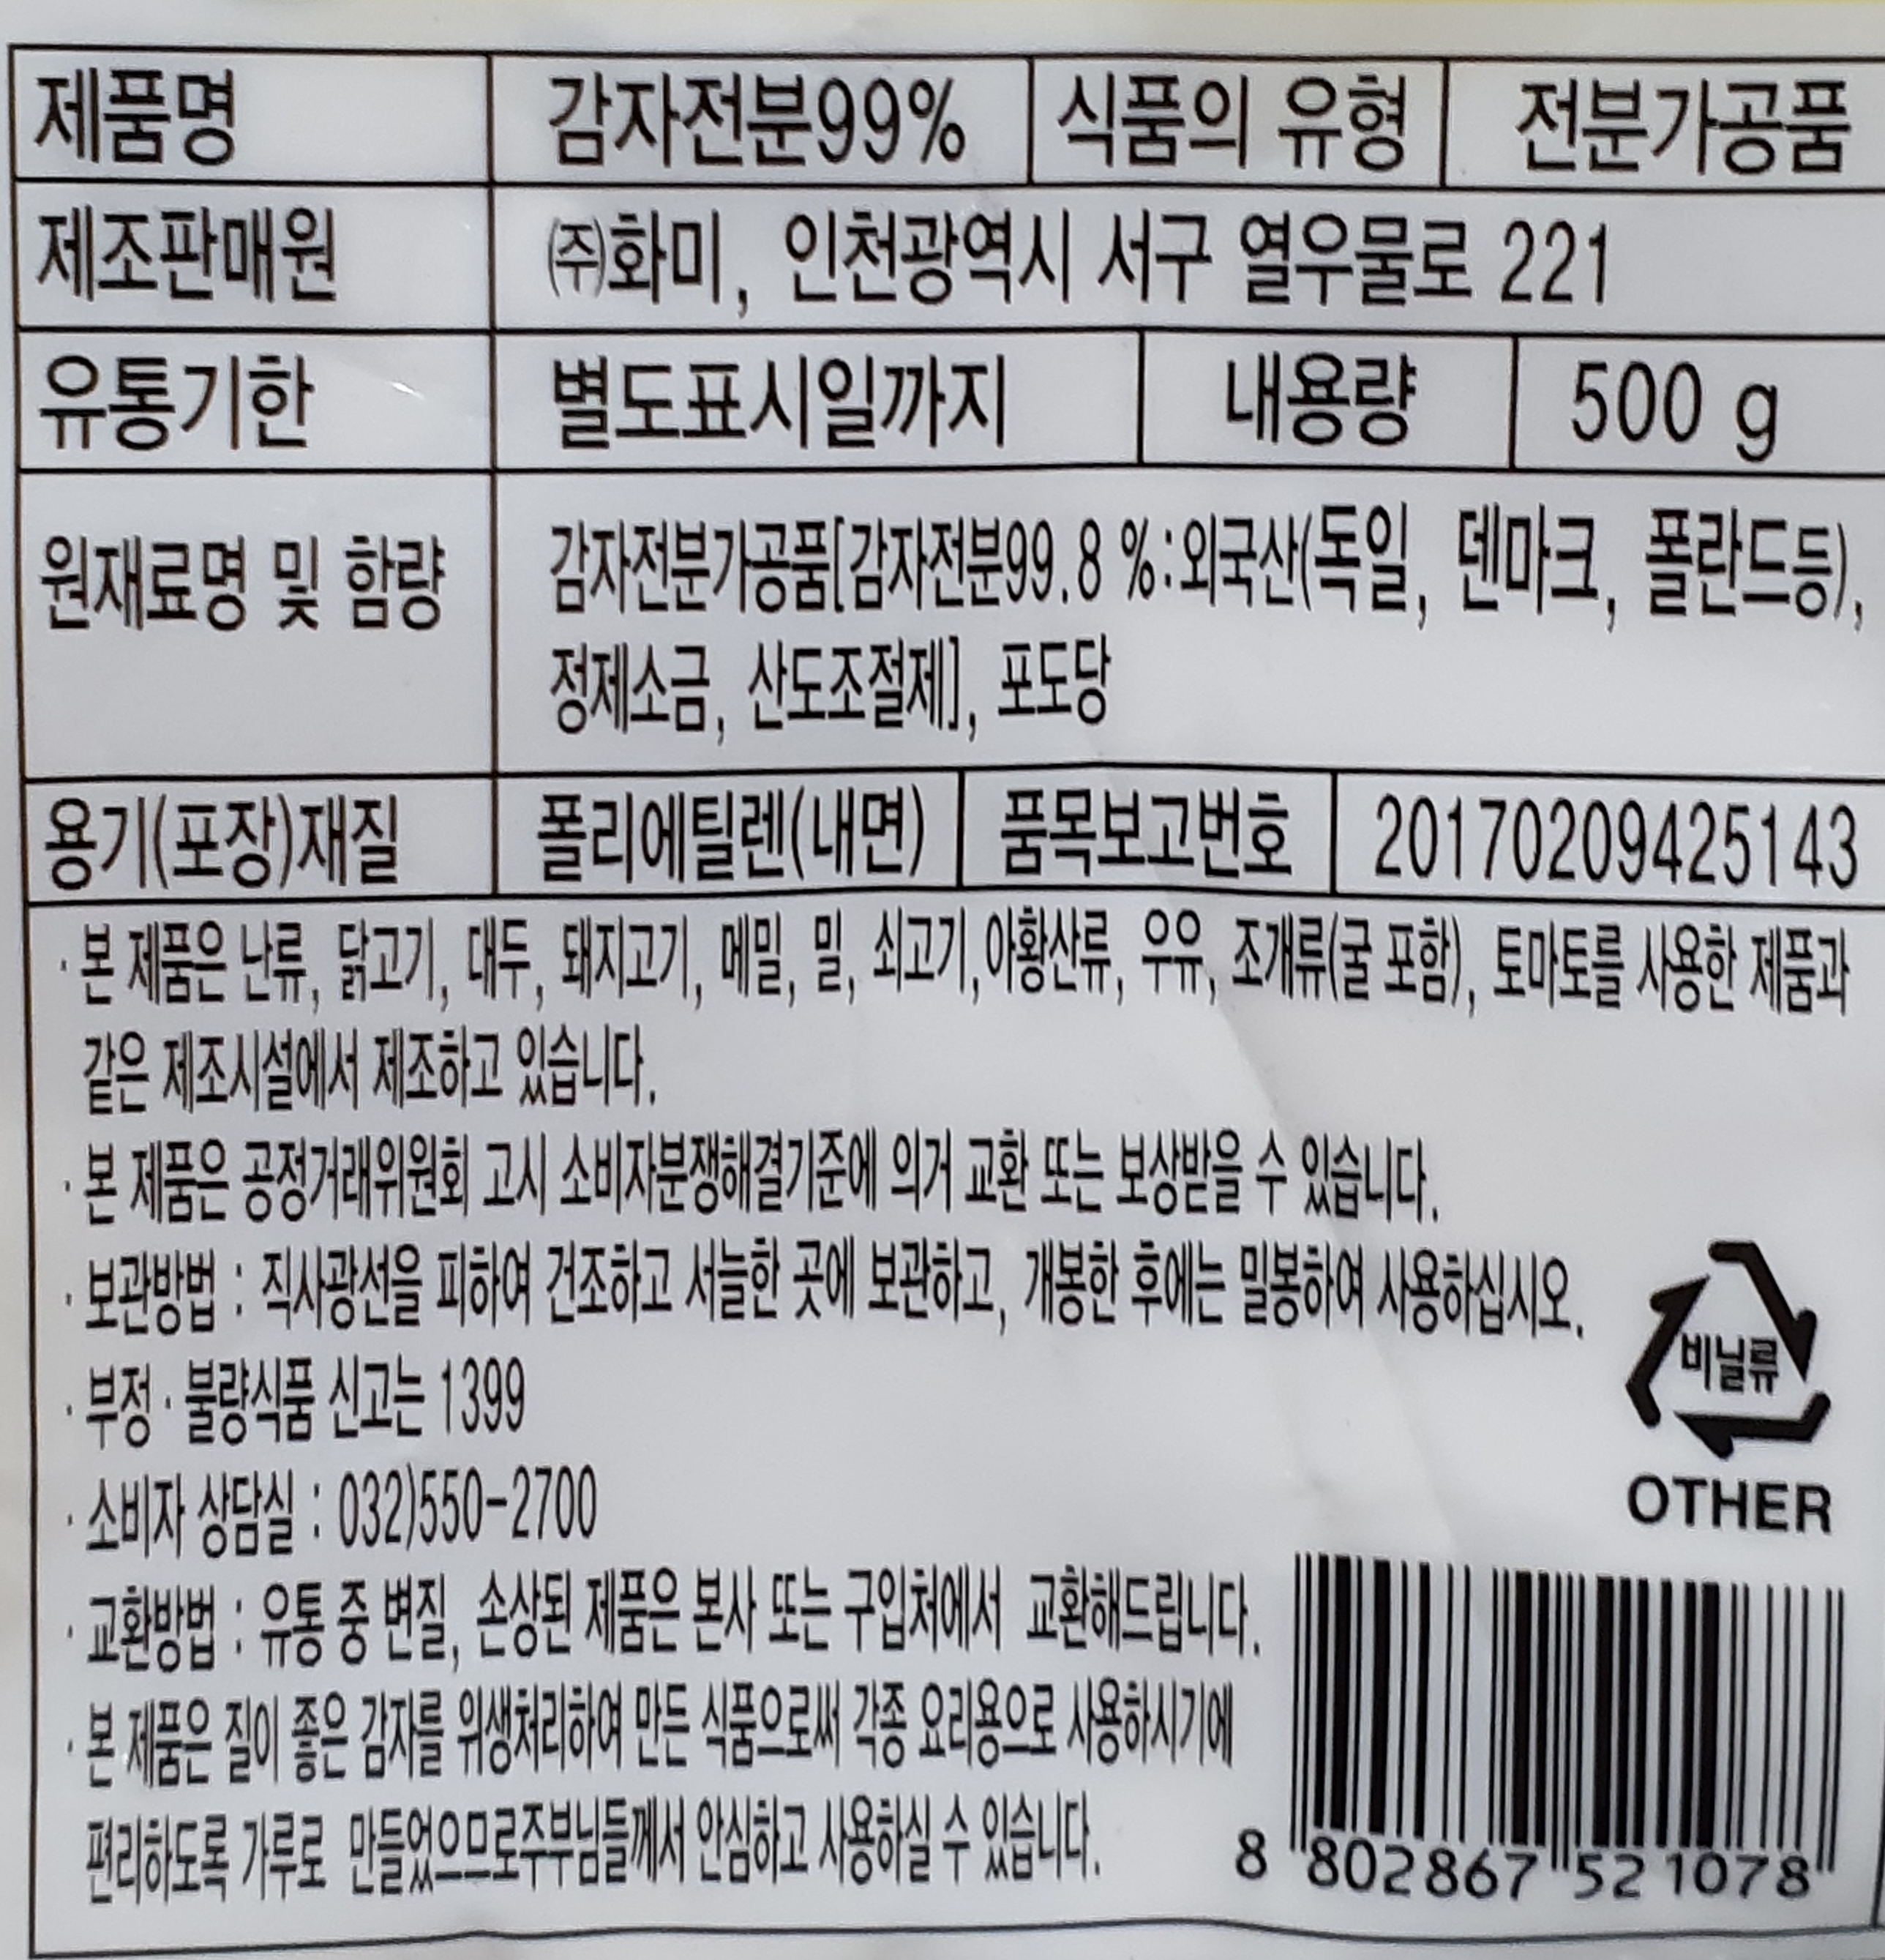 제품명 감자전분99% 식품의 유형 전분가공품
제조판매원 ㈜화미, 인천광역시 서구 열우물로 221
유통기한 별도표시일까지 내용량 500 g
원재료명 및 함량 감자전분가공품[감자전분99.8 %:외국산(독일, 덴마크, 폴란드등),
정제소금, 산도조절제], 포도당
용기(포장)재질 폴리에틸렌(내면) 품목보고번호 20170209425143
· 본 제품은 난류, 닭고기, 대두, 돼지고기, 메밀, 밀, 쇠고기,아황산류, 우유, 조개류(굴 포함), 토마토를 사용한 제품과
같은 제조시설에서 제조하고 있습니다.
· 본 제품은 공정거래위원회 고시 소비자분쟁해결기준에 의거 교환 또는 보상받을 수 있습니다.
· 보관방법 : 직사광선을 피하여 건조하고 서늘한 곳에 보관하고, 개봉한 후에는 밀봉하여 사용하십시오.
· 부정 · 불량식품 신고는 1399
비닐류
OTHER
· 소비자 상담실 : 032)550-2700
· 교환방법 : 유통 중 변질, 손상된 제품은 본사 또는 구입처에서 교환해드립니다.
· 본 제품은 질이 좋은 감자를 위생처리하여 만든 식품으로써 각종 요리용으로 사용하시기에
편리하도록 가루로 만들었으므로주부님들께서 안심하고 사용하실 수 있습니다.
8 802867 521078